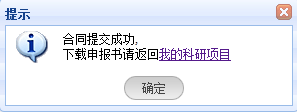 提示
合同提交成功,
下载申报书请返回我的科研项目
确定